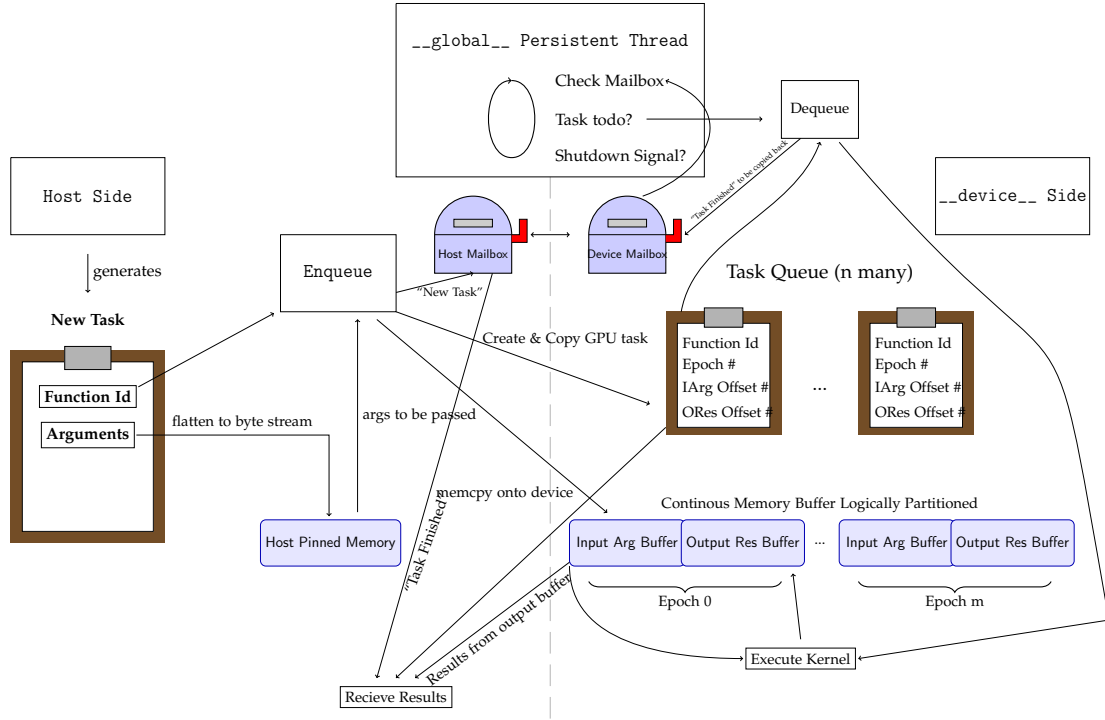 __global__ Persistent Thread
Check Mailbox
Task todo?
Shutdown Signal?
Dequeue
"Task Finished" to be copied back
Host Side
__device__ Side
generates
Enqueue
Host Mailbox
Device Mailbox
"New Task"
Task Queue (n many)
New Task
Function Id
Arguments
flatten to byte stream
args to be passed
Create & Copy GPU task
Function Id
Epoch #
IArg Offset #
ORes Offset #
...
Function Id
Epoch #
IArg Offset #
ORes Offset #
memcpy onto device
"Task Finished"
Continous Memory Buffer Logically Partitioned
Host Pinned Memory
Input Arg Buffer
Output Res Buffer
...
Input Arg Buffer
Output Res Buffer
Epoch 0
Epoch m
Results from output buffer
Execute Kernel
Recieve Results